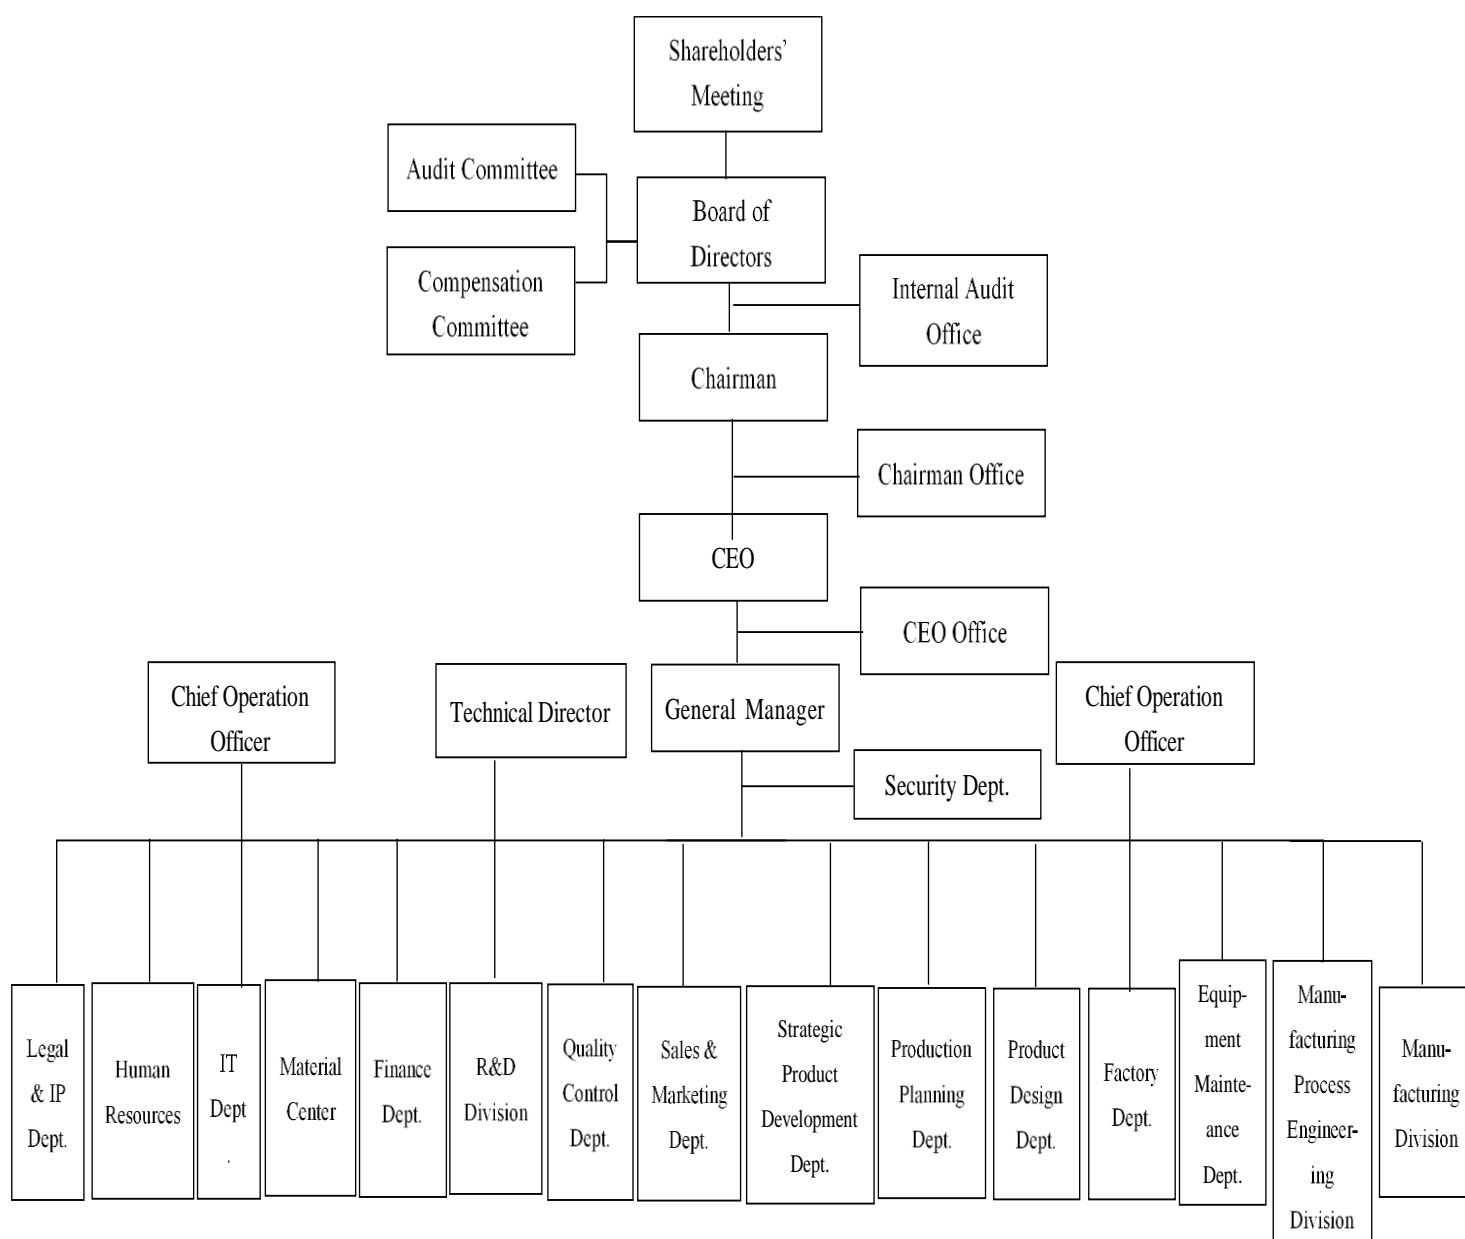 Shareholders'
Meeting
Audit Committee
Board of
Directors
Compensation
Committee
Internal Audit
Office
Chairman
Chairman Office
CEO
CEO Office
Chief Operation
Officer
Technical Director
General Manager
Chief Operation
Officer
Security Dept.
Legal
& IP
Dept.
Human
Resources
IT
Dept
.
Material
Center
Finance
Dept.
R&D
Division
Quality
Control
Dept.
Sales &
Marketing
Dept.
Strategic
Product
Development
Dept.
Production
Planning
Dept.
Product
Design
Dept.
Factory
Dept.
Equip-
ment
Mainte-
ance
Dept.
Manu-
facturing
Process
Engineer-
ing
Division
Manu-
facturing
Division